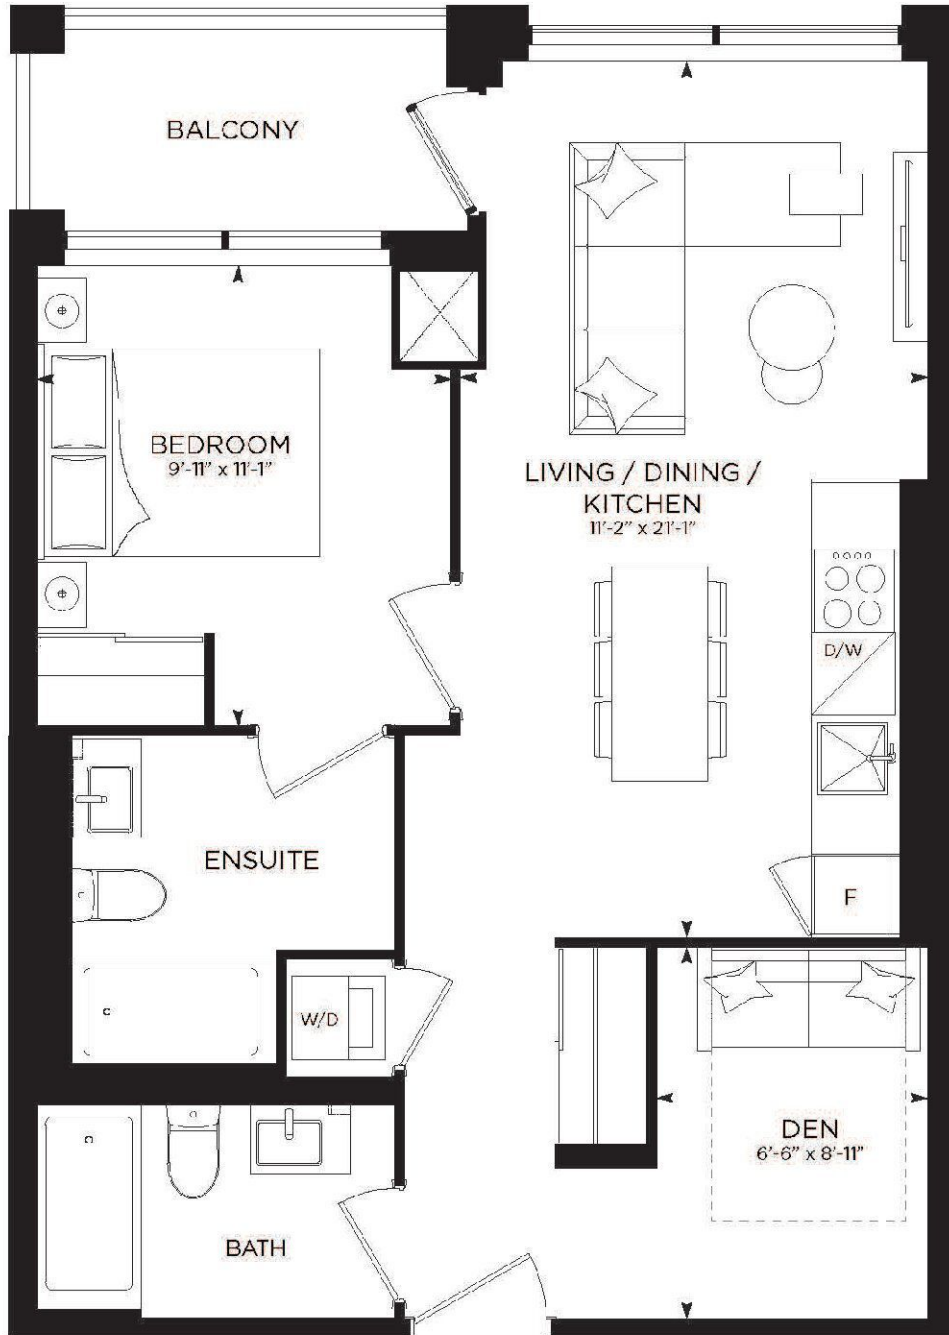 BALCONY
BEDROOM
9'-11" x 11'-1"
LIVING / DINING /
KITCHEN
11'-2" x 21'-1"
D/W
ENSUITE
F
W/D
DEN
6'-6" x 8'-11"
BATH